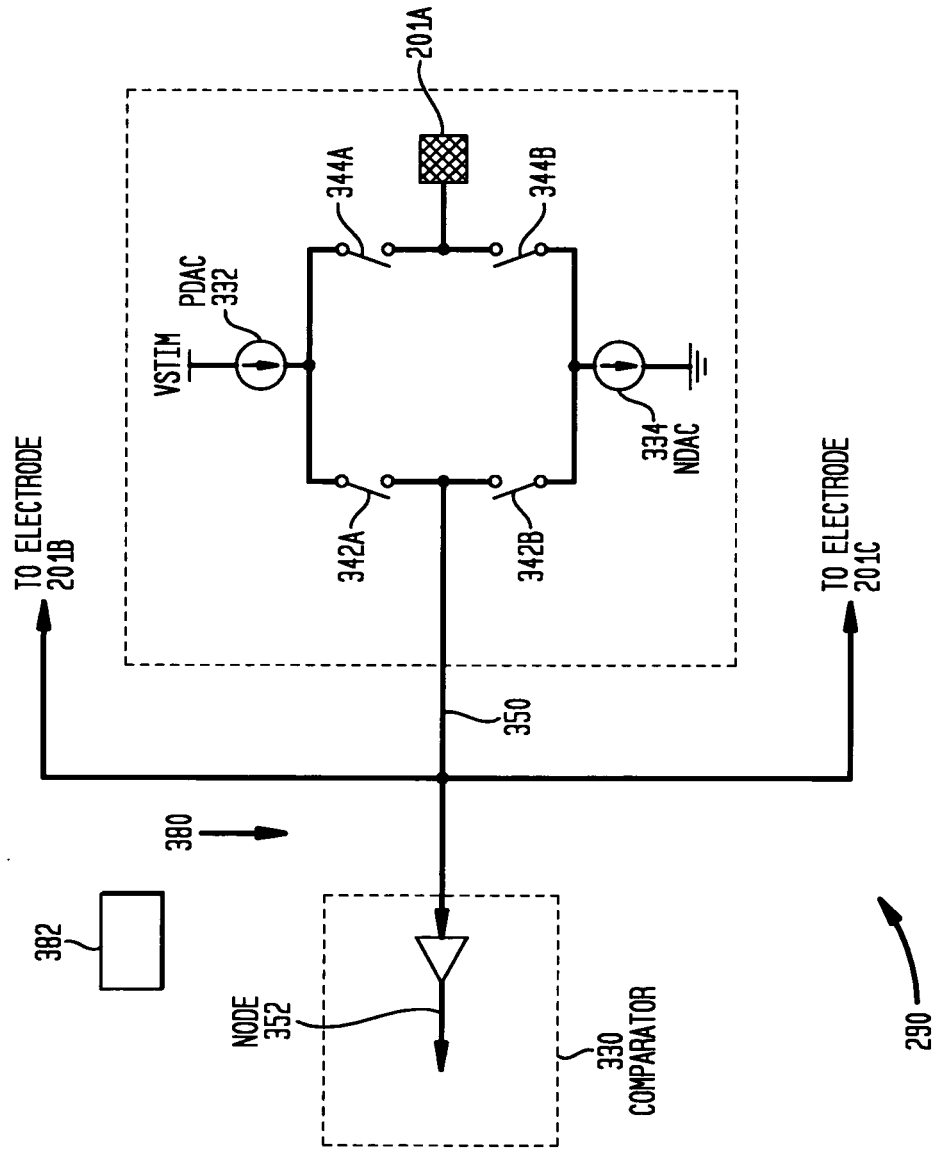 TO ELECTRODE
201B
382
380
VSTIM
PDAC
332
344A
201A
342A
NODE
352
350
342B
344B
334
NDAC
330
COMPARATOR
TO ELECTRODE
201C
290